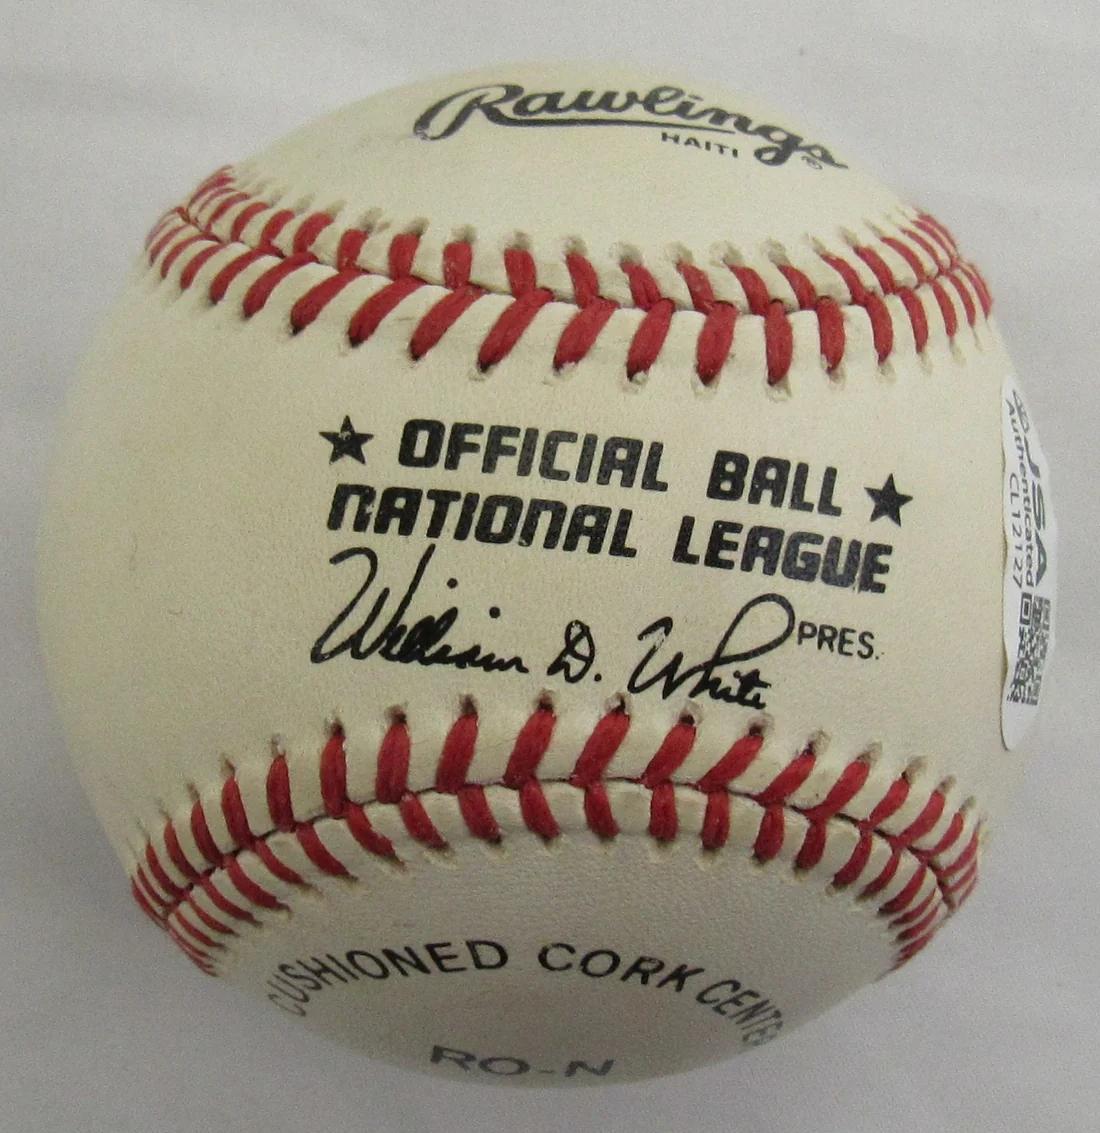 Rawlings®
HAITI
★ OFFICIAL BALL ★
NATIONAL LEAGUE
William D. White PRES.
CUSHIONED CORK CENTER
RO-N
JSA
Authenticated
CL12127